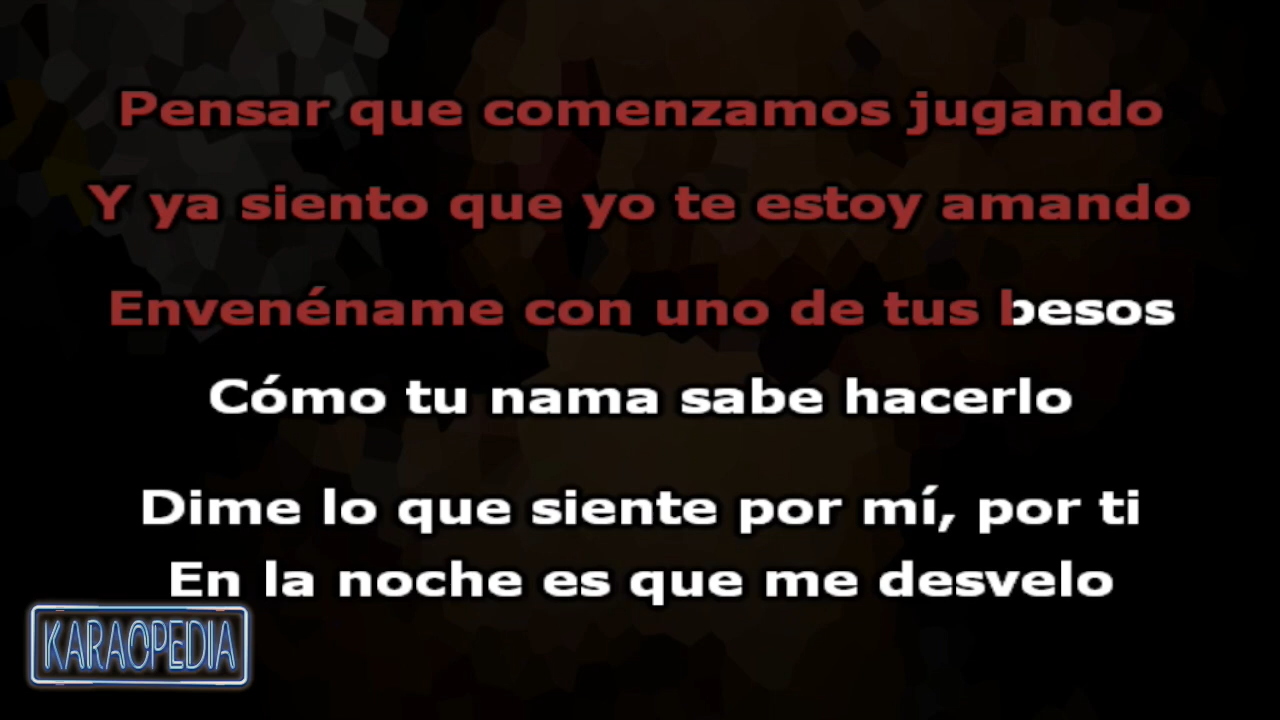 Pensar que comenzamos jugando
Y ya siento que yo te estoy amando
Envenéname con uno de tus besos
Cómo tu nama sabe hacerlo
Dime lo que siente por mí, por ti
En la noche es que me desvelo
KARAOPEDIA